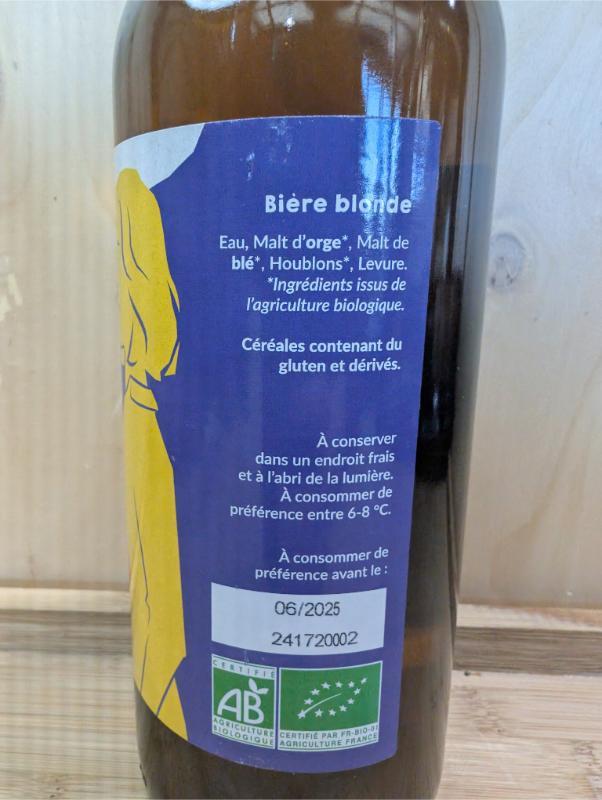 Bière blonde
Eau, Malt d'orge*, Malt de
blé*, Houblons*, Levure.
*Ingrédients issus de
l'agriculture biologique.
Céréales contenant du
gluten et dérivés.
À conserver
dans un endroit frais
et à l'abri de la lumière.
À consommer de
préférence entre 6-8 °C.
À consommer de
préférence avant le :
06/2025
241720002
CERTIFIÉ
AB
AGRICULTURE
BIOLOGIQUE
CERTIFIÉ PAR FR-BIO-01
AGRICULTURE FRANCE